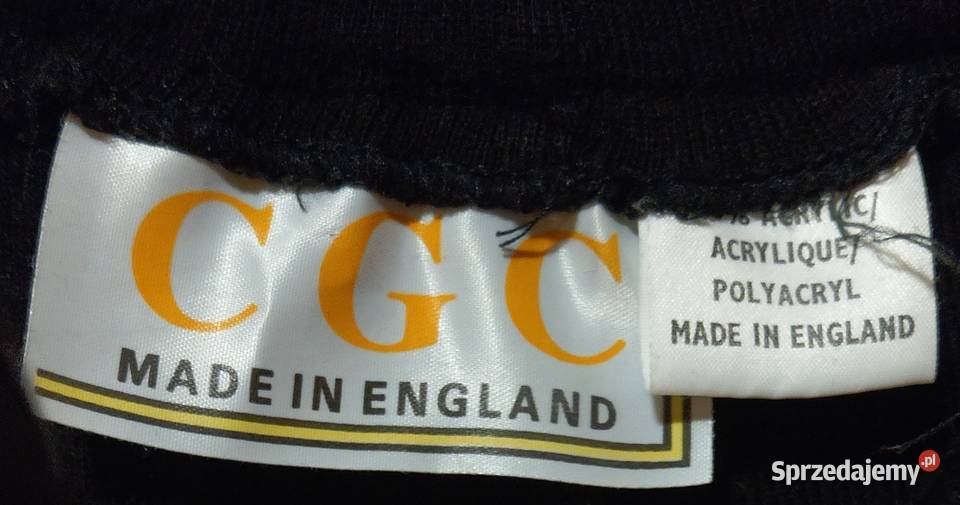 CGC
MADE IN ENGLAND
% ACRYLIC/
ACRYLIQUE/
POLYACRYL
MADE IN ENGLAND
Sprzedajemy.pl